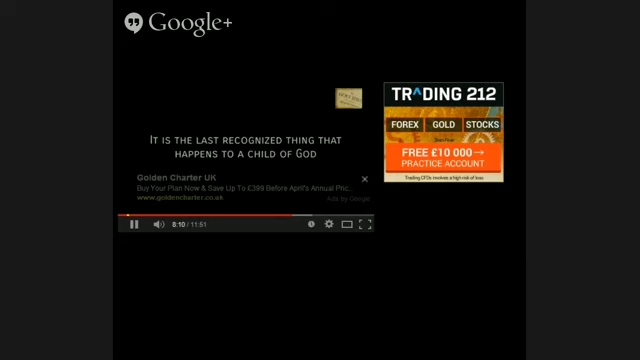 Google+
TRADING 212
FOREX GOLD STOCKS
Start Now
FREE £10 000→
PRACTICE ACCOUNT
Trading CFDs involves a high risk of loss
IT IS THE LAST RECOGNIZED THING THAT
HAPPENS TO A CHILD OF GOD
Golden Charter UK
Buy Your Plan Now & Save Up To £399 Before April's Annual Pric...
www.goldencharter.co.uk
Ads by Google
8:10 / 11:51